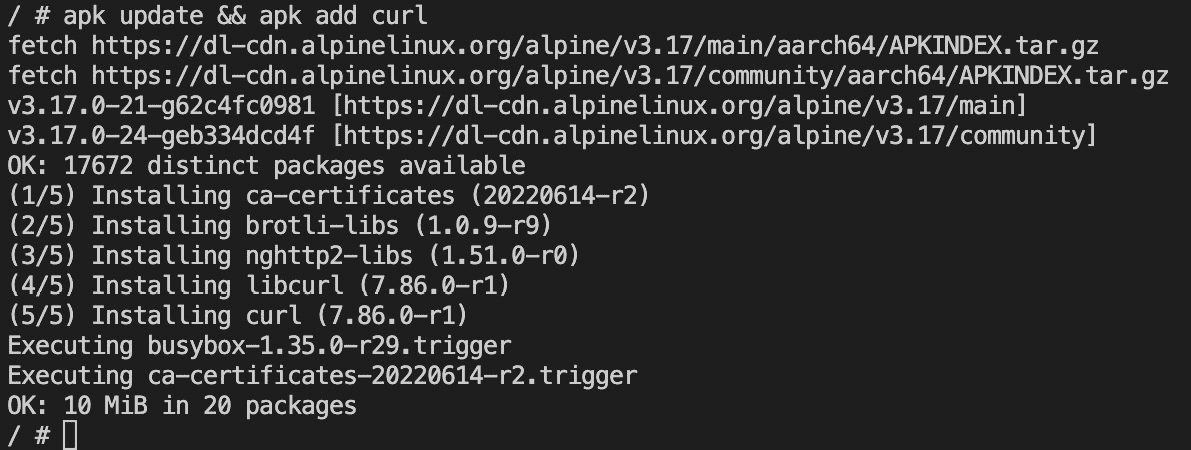 / # apk update && apk add curl
fetch https://dl-cdn.alpinelinux.org/alpine/v3.17/main/aarch64/APKINDEX.tar.gz
fetch https://dl-cdn.alpinelinux.org/alpine/v3.17/community/aarch64/APKINDEX.tar.gz
v3.17.0-21-g62c4fc0981 [https://dl-cdn.alpinelinux.org/alpine/v3.17/main]
v3.17.0-24-geb334dcd4f [https://dl-cdn.alpinelinux.org/alpine/v3.17/community]
OK: 17672 distinct packages available
(1/5) Installing ca-certificates (20220614-r2)
(2/5) Installing brotli-libs (1.0.9-r9)
(3/5) Installing nghttp2-libs (1.51.0-r0)
(4/5) Installing libcurl (7.86.0-r1)
(5/5) Installing curl (7.86.0-r1)
Executing busybox-1.35.0-r29.trigger
Executing ca-certificates-20220614-r2.trigger
OK: 10 MiB in 20 packages
/ #